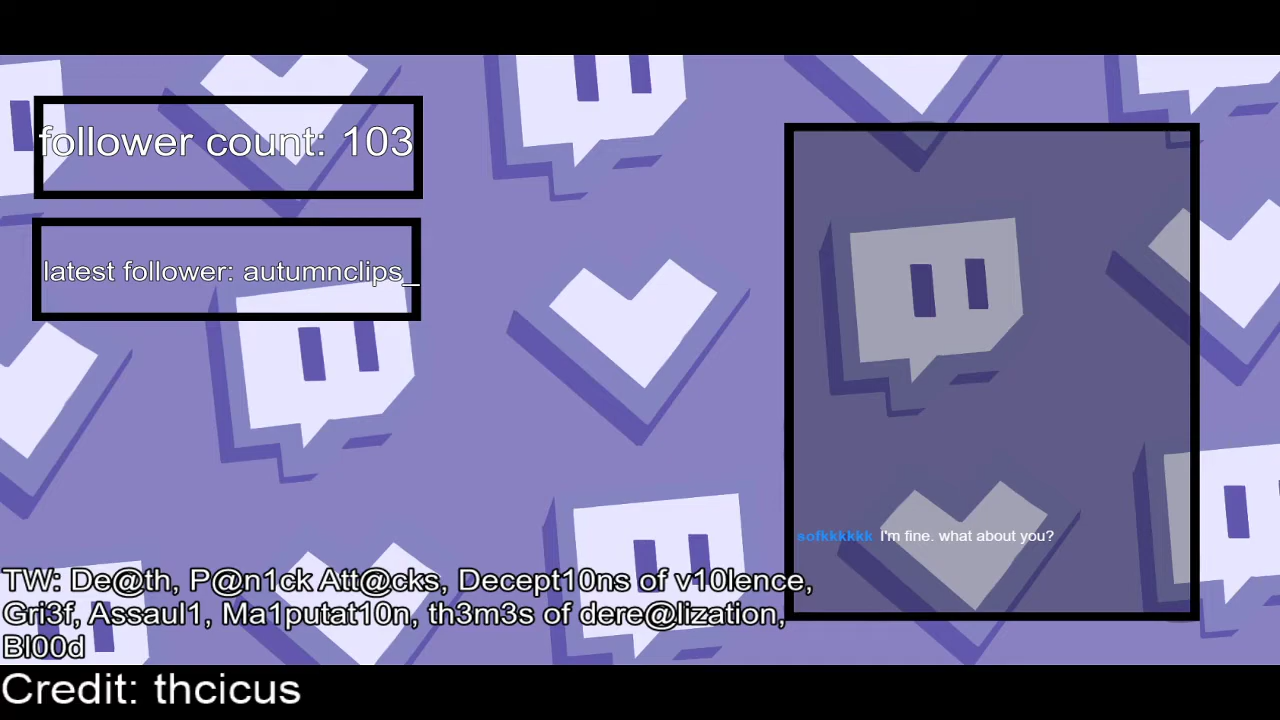 follower count: 103
latest follower: autumnclips_
sofkkkkkk I'm fine. what about you?
TW: De@th, P@n1ck Att@cks, Decept10ns of v10lence,
Gri3f, Assaul1, Ma1putat10n, th3m3s of dere@lization,
Bl00d
Credit: thcicus